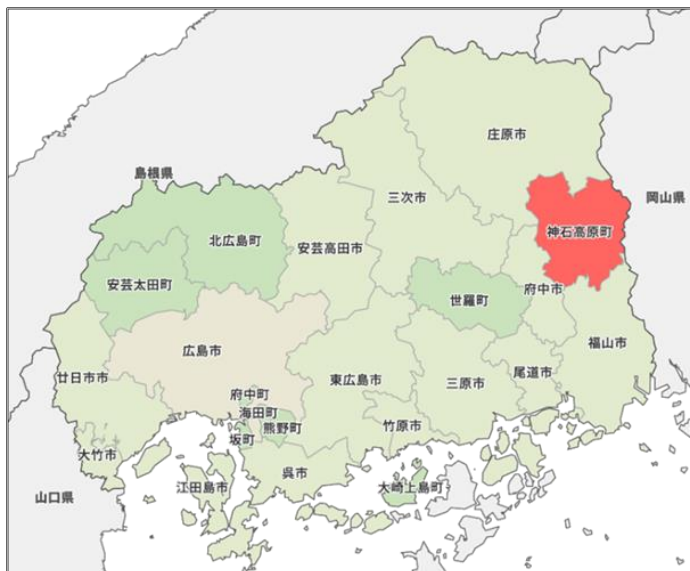 庄原市
島根県
三次市
岡山県
神石高原町
北広島町
安芸高田市
安芸太田町
府中市
世羅町
福山市
広島市
廿日市市
東広島市
三原市
尾道市
府中町
海田町
熊野町
竹原市
坂町
大竹市
呉市
江田島市
大崎上島町
山口県